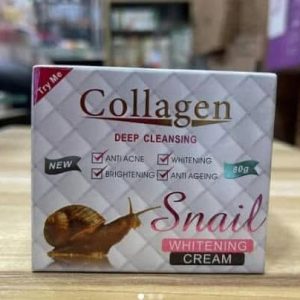 Try Me
Collagen
DEEP CLEANSING
NEW
ANTI ACNE
WHITENING
BRIGHTENING
ANTI AGEING
80g
Snail
WHITENING
CREAM